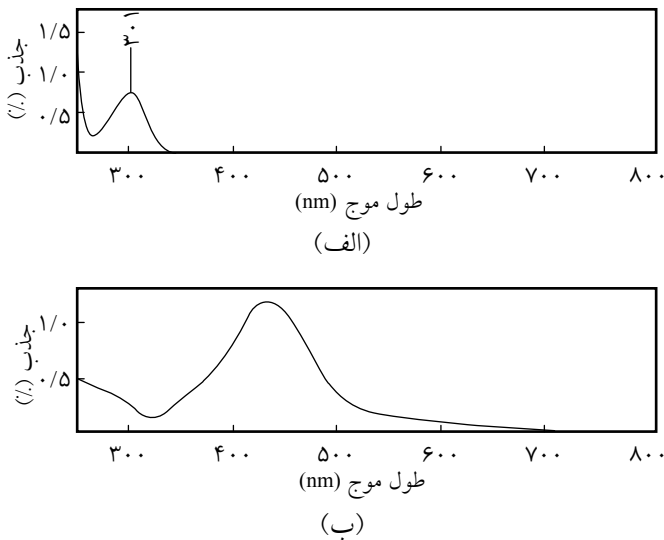 ۳۰۱
جذب (٪)
۱/۵
۱/۰
۰/۵
۳۰۰ ۴۰۰ ۵۰۰ ۶۰۰ ۷۰۰ ۸۰۰
طول موج (nm)
(الف)
جذب (٪)
۱/۰
۰/۵
۳۰۰ ۴۰۰ ۵۰۰ ۶۰۰ ۷۰۰ ۸۰۰
طول موج (nm)
(ب)